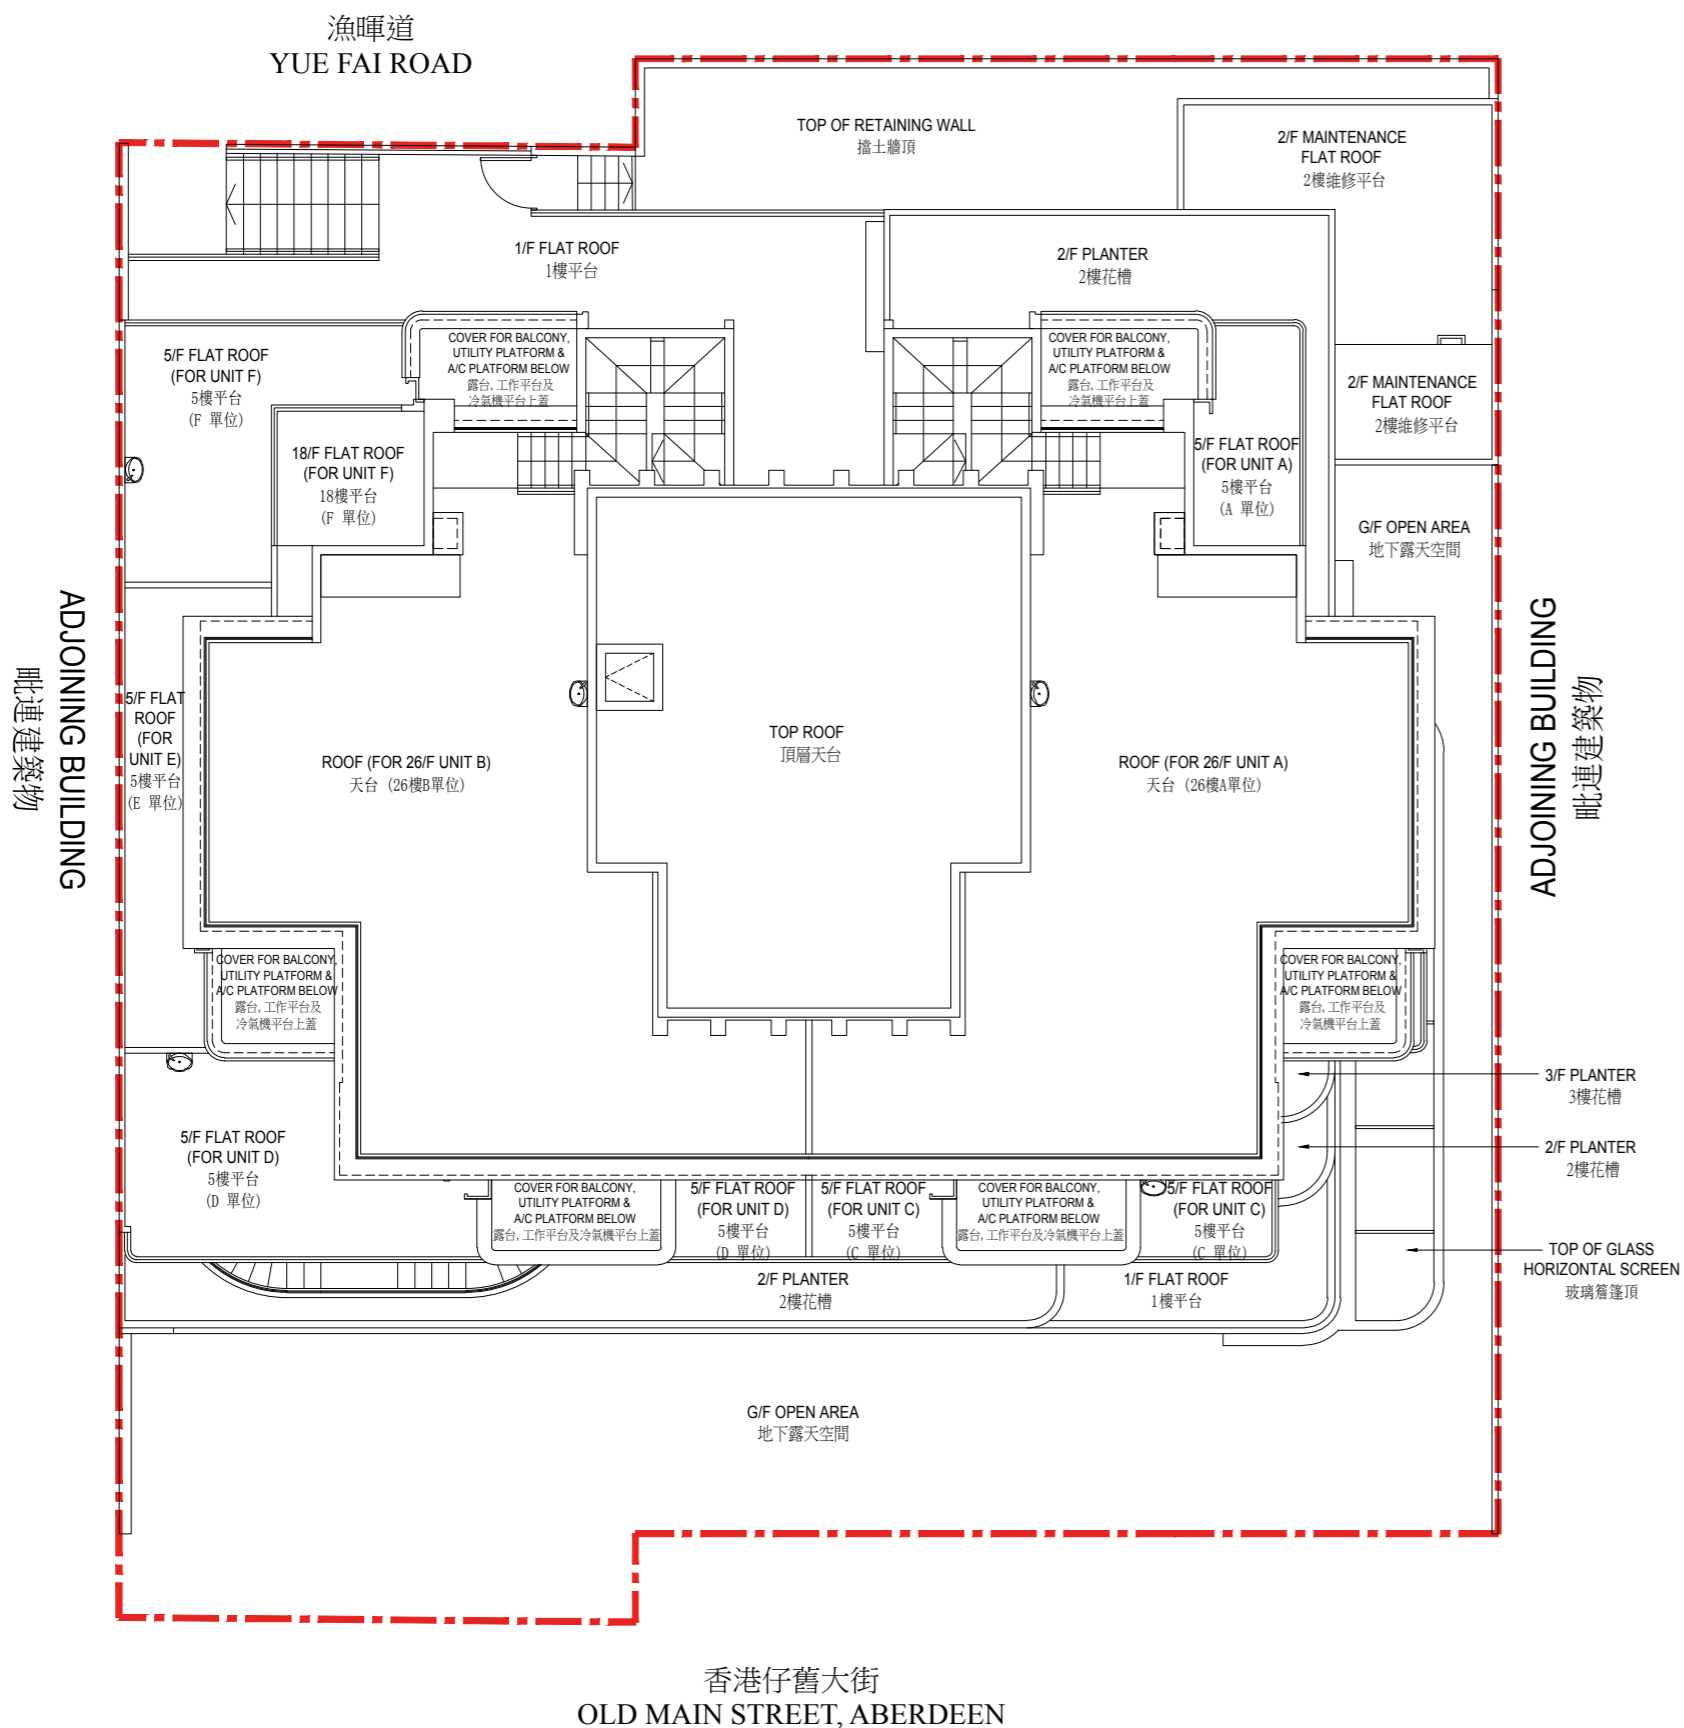 漁暉道
YUE FAI ROAD
TOP OF RETAINING WALL
擋土牆頂
2/F MAINTENANCE
FLAT ROOF
2樓維修平台
1/F FLAT ROOF
1樓平台
2/F PLANTER
2樓花槽
5/F FLAT ROOF
(FOR UNIT F)
5樓平台
(F 單位)
COVER FOR BALCONY,
UTILITY PLATFORM &
A/C PLATFORM BELOW
露台, 工作平台及
冷氣機平台上蓋
COVER FOR BALCONY,
UTILITY PLATFORM &
A/C PLATFORM BELOW
露台, 工作平台及
冷氣機平台上蓋
2/F MAINTENANCE
FLAT ROOF
2樓維修平台
18/F FLAT ROOF
(FOR UNIT F)
18樓平台
(F 單位)
5/F FLAT ROOF
(FOR UNIT A)
5樓平台
(A 單位)
G/F OPEN AREA
地下露天空間
ADJOINING BUILDING
毗連建築物
5/F FLAT
ROOF
(FOR
UNIT E)
5樓平台
(E 單位)
ROOF (FOR 26/F UNIT B)
天台 (26樓B單位)
TOP ROOF
頂層天台
ROOF (FOR 26/F UNIT A)
天台 (26樓A單位)
ADJOINING BUILDING
毗連建築物
COVER FOR BALCONY,
UTILITY PLATFORM &
A/C PLATFORM BELOW
露台, 工作平台及
冷氣機平台上蓋
COVER FOR BALCONY,
UTILITY PLATFORM &
A/C PLATFORM BELOW
露台, 工作平台及
冷氣機平台上蓋
3/F PLANTER
3樓花槽
5/F FLAT ROOF
(FOR UNIT D)
5樓平台
(D 單位)
2/F PLANTER
2樓花槽
COVER FOR BALCONY,
UTILITY PLATFORM &
A/C PLATFORM BELOW
露台, 工作平台及冷氣機平台上蓋
5/F FLAT ROOF
(FOR UNIT D)
5樓平台
(D 單位)
5/F FLAT ROOF
(FOR UNIT C)
5樓平台
(C 單位)
COVER FOR BALCONY,
UTILITY PLATFORM &
A/C PLATFORM BELOW
露台, 工作平台及冷氣機平台上蓋
5/F FLAT ROOF
(FOR UNIT C)
5樓平台
(C 單位)
TOP OF GLASS
HORIZONTAL SCREEN
玻璃簷篷頂
2/F PLANTER
2樓花槽
1/F FLAT ROOF
1樓平台
G/F OPEN AREA
地下露天空間
香港仔舊大街
OLD MAIN STREET, ABERDEEN